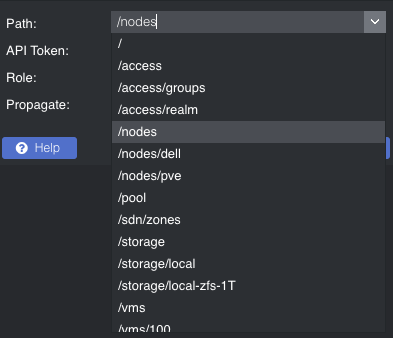 Path: /nodes
/
API Token:
/access
Role:
/access/groups
Propagate:
/access/realm
/nodes
Help
/nodes/dell
/nodes/pve
/pool
/sdn/zones
/storage
/storage/local
/storage/local-zfs-1T
/vms
/vms/100